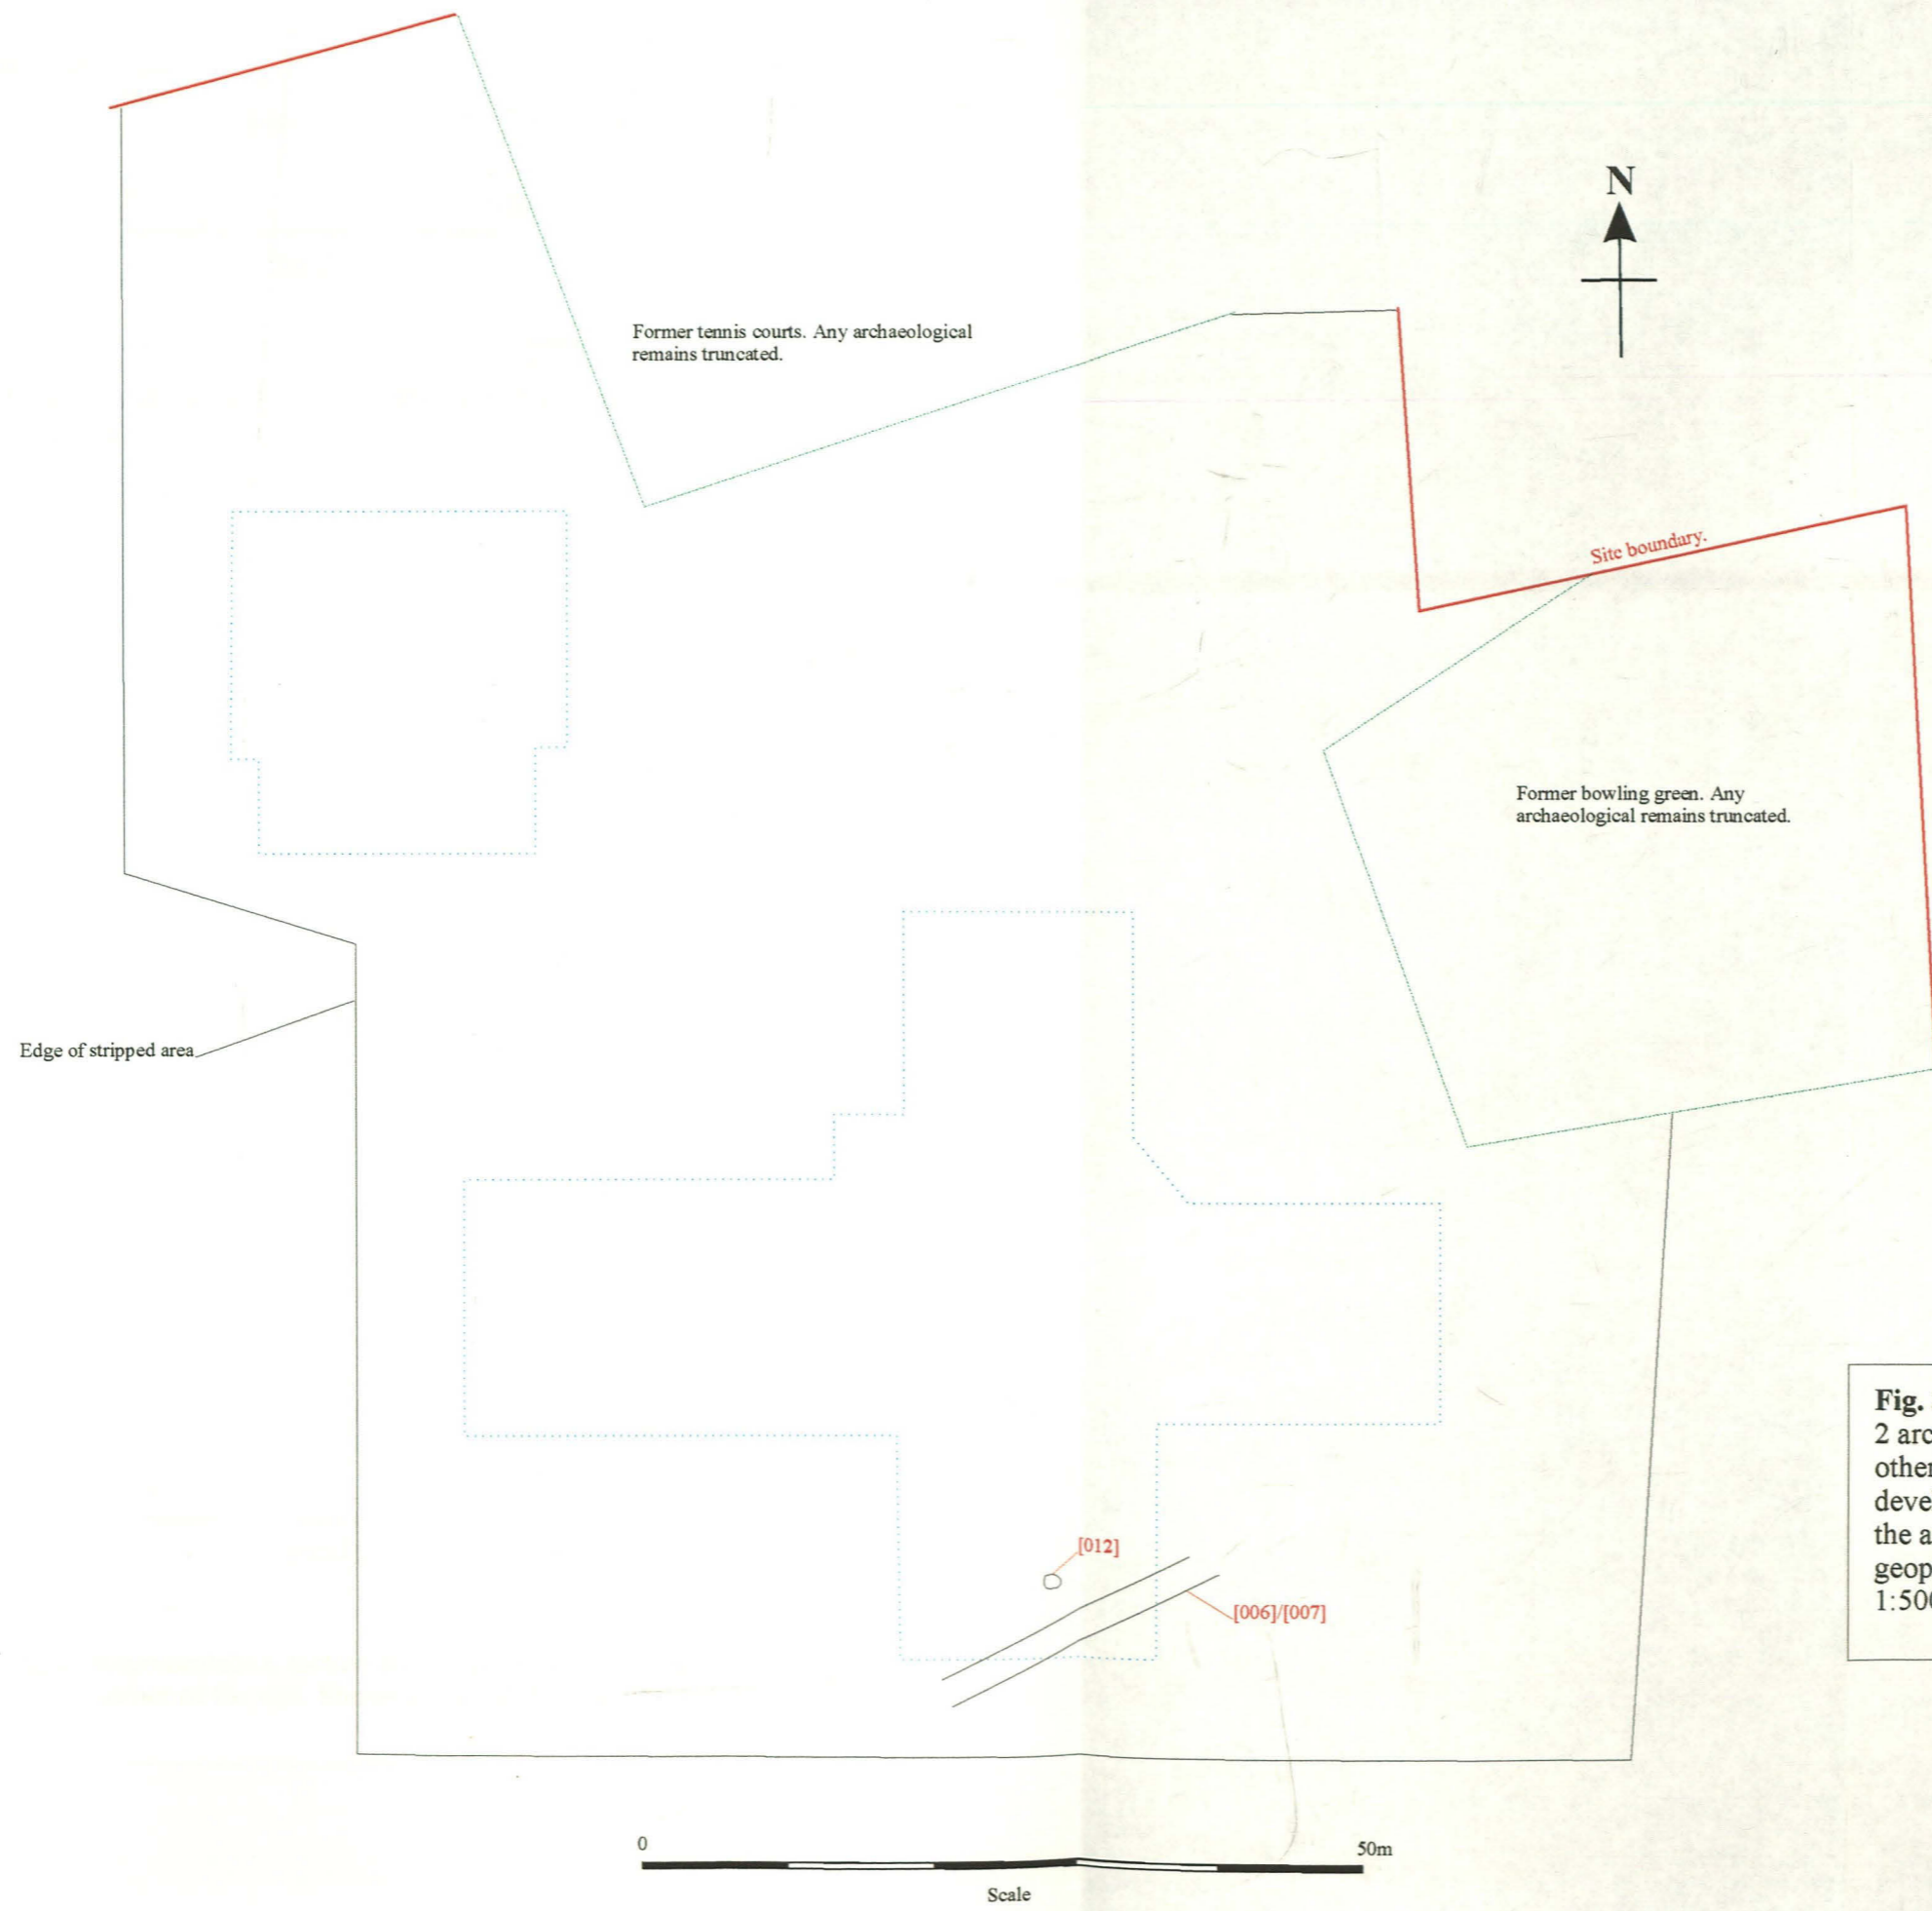 N
Former tennis courts. Any archaeological
remains truncated.
Site boundary.
Former bowling green. Any
archaeological remains truncated.
Edge of stripped area
Fig.
2 arc
other
deve
the a
geop
1:500
[012]
[006]/[007]
0
50m
Scale